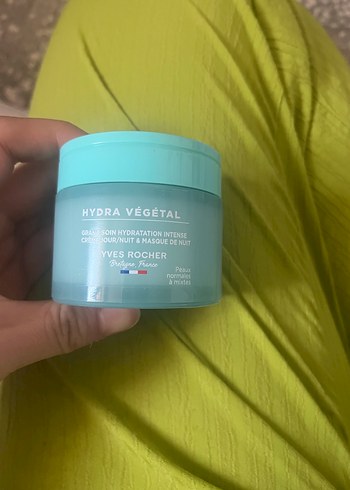 HYDRA VÉGÉTAL
SOIN HYDRATATION INTENSE
JOUR/NUIT & MASQUE DE NUIT
YVES ROCHER
Bretagne, France
Peaux
normales
à mixtes